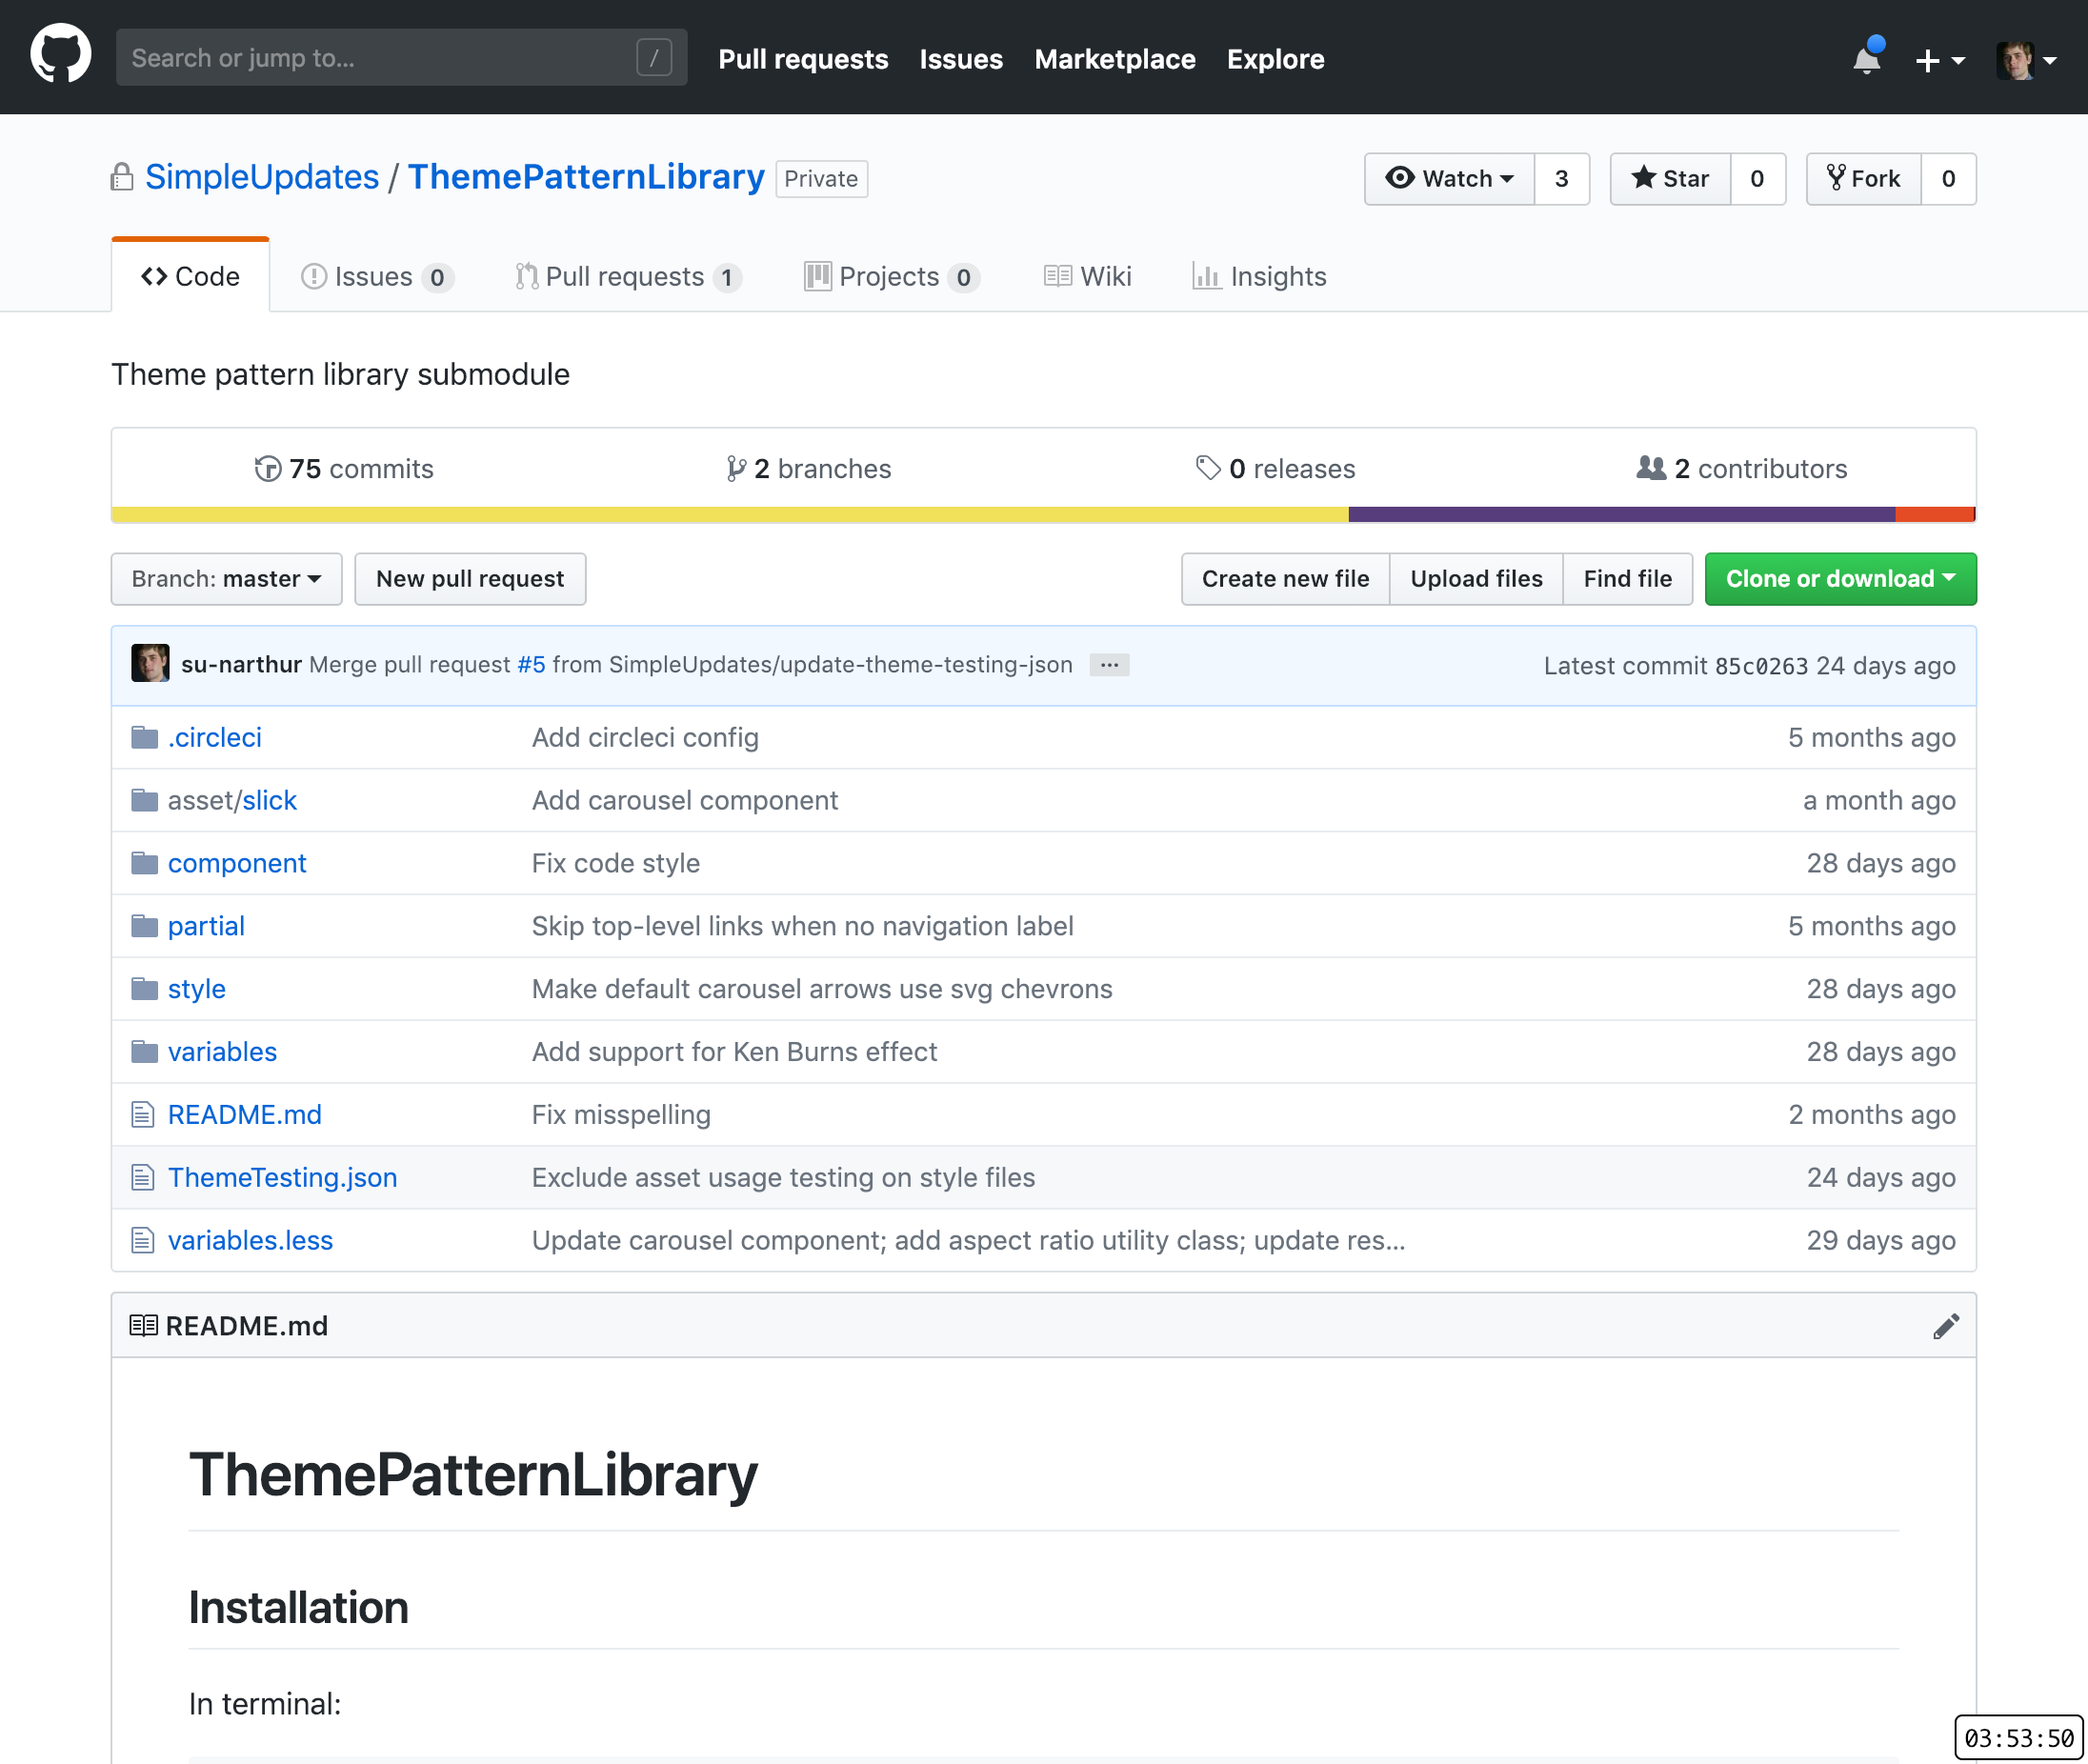 Search or jump to... /
Pull requests Issues Marketplace Explore
SimpleUpdates / ThemePatternLibrary Private
Watch 3 Star 0 Fork 0
Code Issues 0 Pull requests 1 Projects 0 Wiki Insights
Theme pattern library submodule
75 commits 2 branches 0 releases 2 contributors
Branch: master New pull request Create new file Upload files Find file Clone or download
su-narthur Merge pull request #5 from SimpleUpdates/update-theme-testing-json ... Latest commit 85c0263 24 days ago
.circleci Add circleci config 5 months ago
asset/slick Add carousel component a month ago
component Fix code style 28 days ago
partial Skip top-level links when no navigation label 5 months ago
style Make default carousel arrows use svg chevrons 28 days ago
variables Add support for Ken Burns effect 28 days ago
README.md Fix misspelling 2 months ago
ThemeTesting.json Exclude asset usage testing on style files 24 days ago
variables.less Update carousel component; add aspect ratio utility class; update res... 29 days ago
README.md
ThemePatternLibrary
Installation
In terminal:
03:53:50